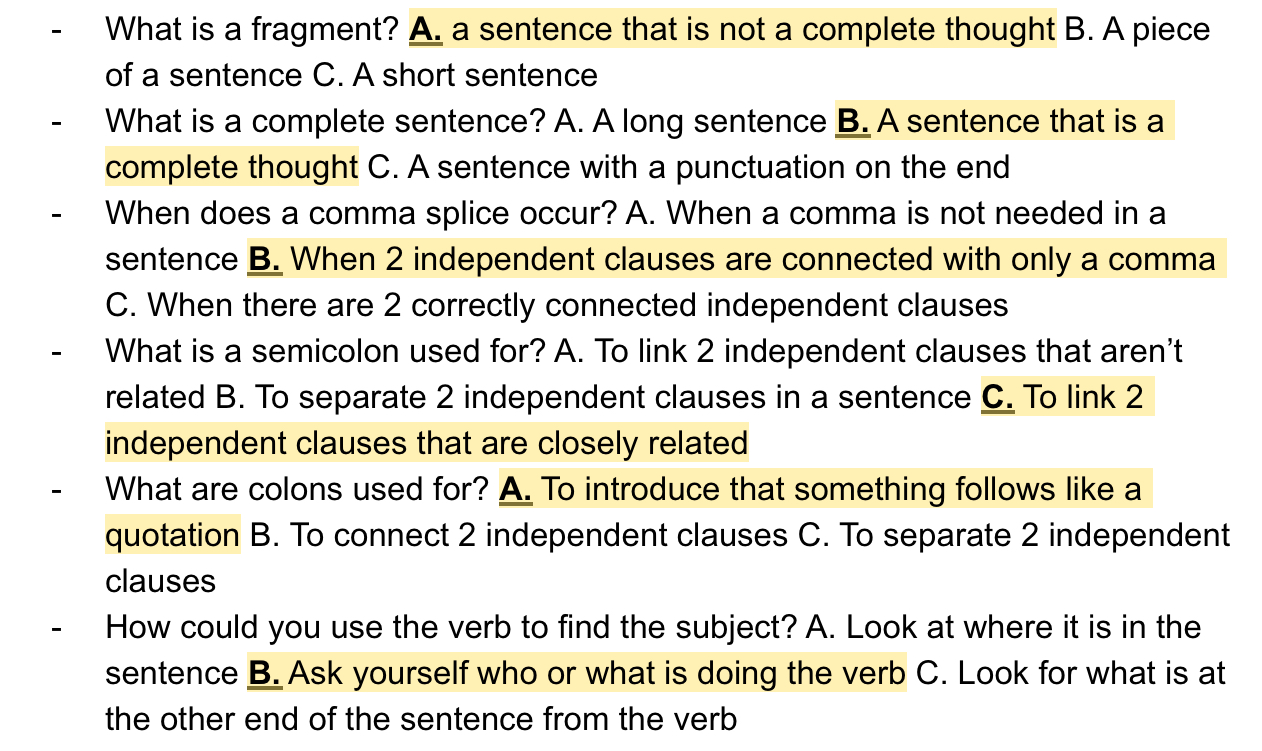 - What is a fragment? A. a sentence that is not a complete thought B. A piece
of a sentence C. A short sentence
- What is a complete sentence? A. A long sentence B. A sentence that is a
complete thought C. A sentence with a punctuation on the end
- When does a comma splice occur? A. When a comma is not needed in a
sentence B. When 2 independent clauses are connected with only a comma
C. When there are 2 correctly connected independent clauses
- What is a semicolon used for? A. To link 2 independent clauses that aren’t
related B. To separate 2 independent clauses in a sentence C. To link 2
independent clauses that are closely related
- What are colons used for? A. To introduce that something follows like a
quotation B. To connect 2 independent clauses C. To separate 2 independent
clauses
- How could you use the verb to find the subject? A. Look at where it is in the
sentence B. Ask yourself who or what is doing the verb C. Look for what is at
the other end of the sentence from the verb